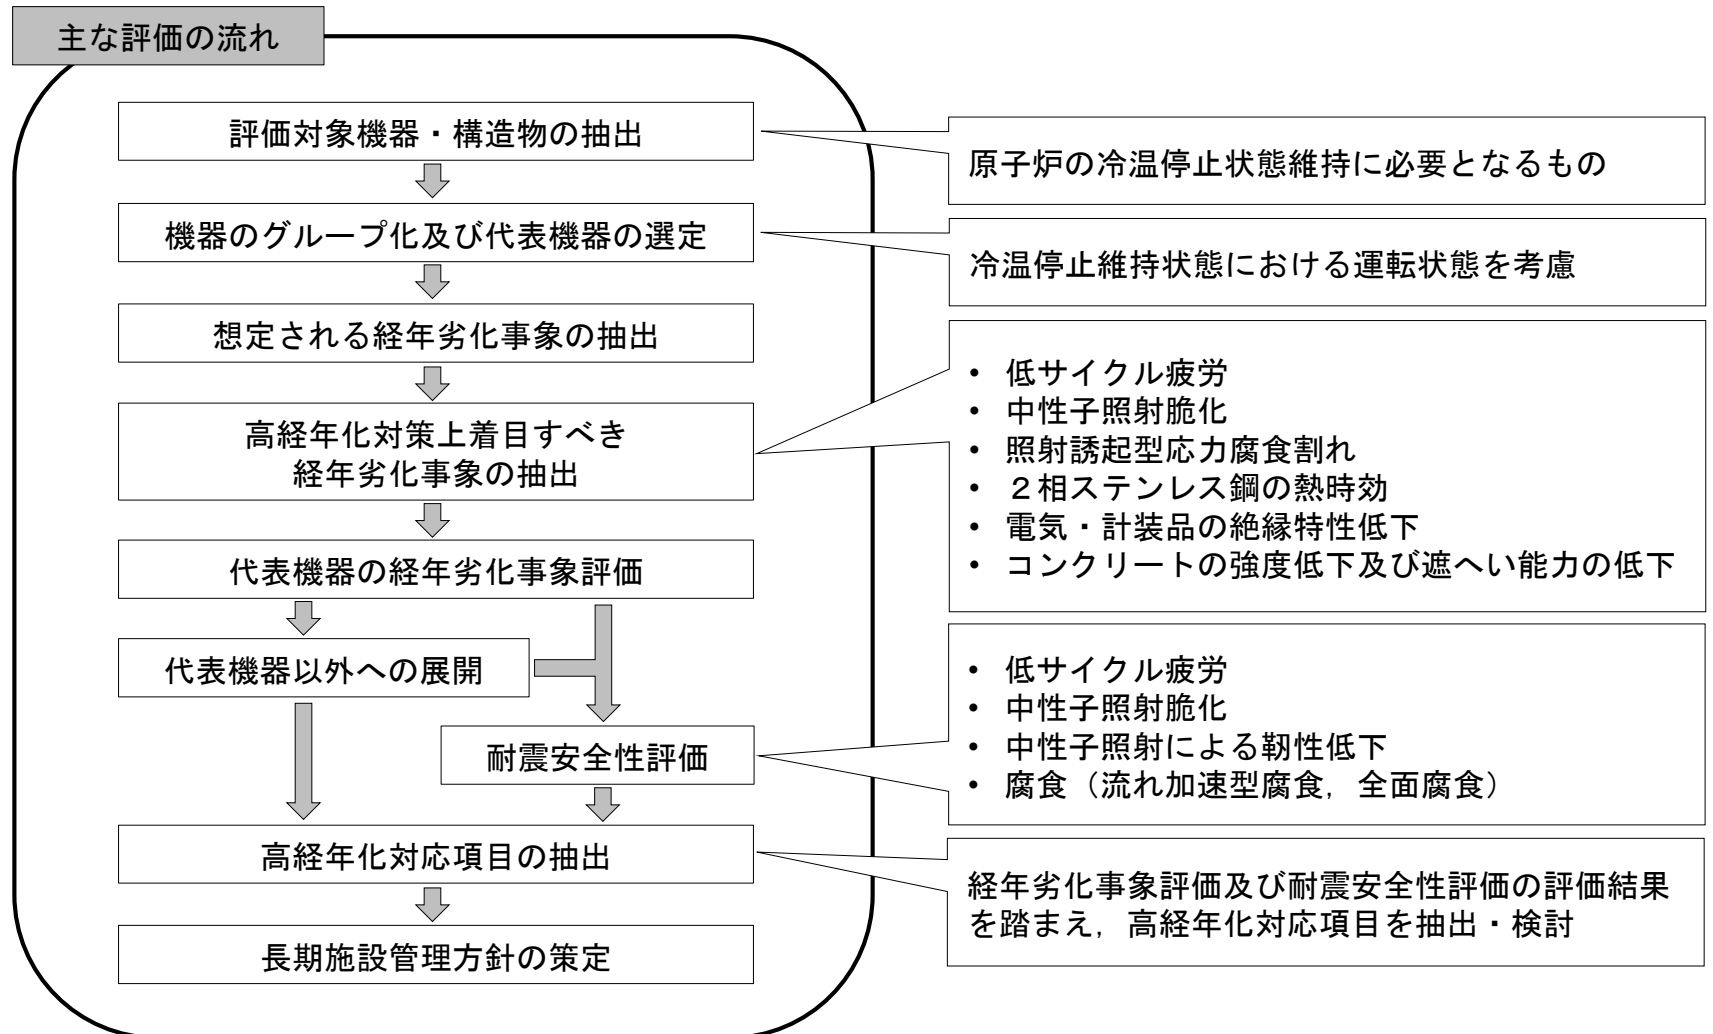 主な評価の流れ
評価対象機器・構造物の抽出
原子炉の冷温停止状態維持に必要となるもの
機器のグループ化及び代表機器の選定
冷温停止維持状態における運転状態を考慮
想定される経年劣化事象の抽出
高経年化対策上着目すべき
経年劣化事象の抽出
• 低サイクル疲労
• 中性子照射脆化
• 照射誘起型応力腐食割れ
• ２相ステンレス鋼の熱時効
• 電気・計装品の絶縁特性低下
• コンクリートの強度低下及び遮へい能力の低下
代表機器の経年劣化事象評価
代表機器以外への展開
耐震安全性評価
• 低サイクル疲労
• 中性子照射脆化
• 中性子照射による靭性低下
• 腐食（流れ加速型腐食，全面腐食）
高経年化対応項目の抽出
経年劣化事象評価及び耐震安全性評価の評価結果
を踏まえ，高経年化対応項目を抽出・検討
長期施設管理方針の策定